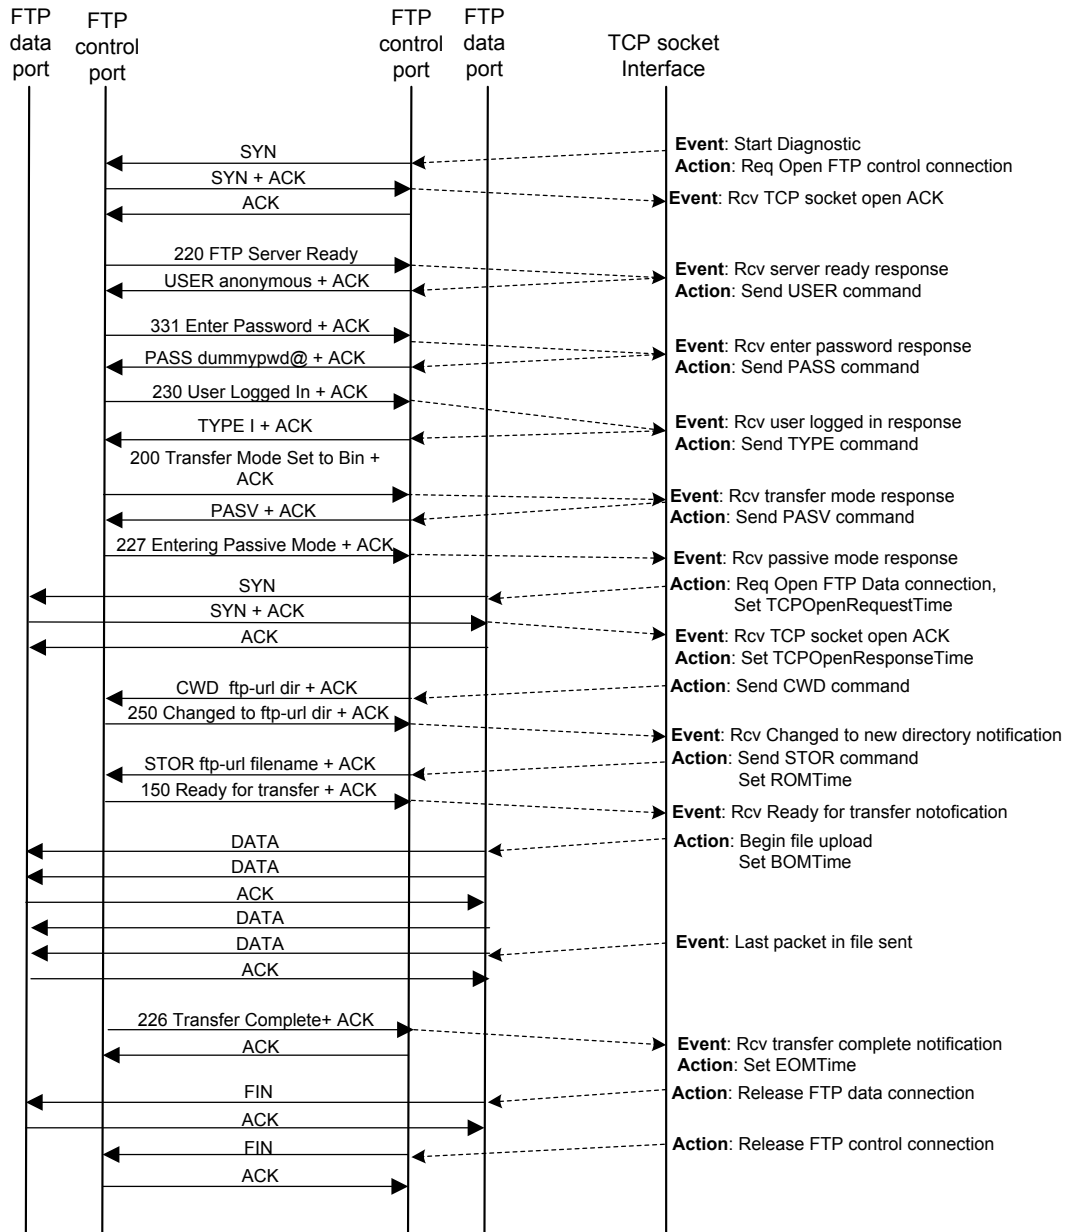 FTP
data
port
FTP
control
port
FTP
control
port
FTP
data
port
TCP socket
Interface
SYN
Event: Start Diagnostic
Action: Req Open FTP control connection
SYN + ACK
Event: Rcv TCP socket open ACK
ACK
220 FTP Server Ready
Event: Rcv server ready response
USER anonymous + ACK
Action: Send USER command
331 Enter Password + ACK
Event: Rcv enter password response
PASS dummypwd@ + ACK
Action: Send PASS command
230 User Logged In + ACK
Event: Rcv user logged in response
TYPE I + ACK
Action: Send TYPE command
200 Transfer Mode Set to Bin +
ACK
Event: Rcv transfer mode response
PASV + ACK
Action: Send PASV command
227 Entering Passive Mode + ACK
Event: Rcv passive mode response
SYN
Action: Req Open FTP Data connection,
Set TCPOpenRequestTime
SYN + ACK
Event: Rcv TCP socket open ACK
ACK
Action: Set TCPOpenResponseTime
CWD ftp-url dir + ACK
Action: Send CWD command
250 Changed to ftp-url dir + ACK
Event: Rcv Changed to new directory notification
STOR ftp-url filename + ACK
Action: Send STOR command
Set ROMTime
150 Ready for transfer + ACK
Event: Rcv Ready for transfer notofication
DATA
Action: Begin file upload
Set BOMTime
DATA
ACK
DATA
DATA
Event: Last packet in file sent
ACK
226 Transfer Complete+ ACK
Event: Rcv transfer complete notification
ACK
Action: Set EOMTime
FIN
Action: Release FTP data connection
ACK
FIN
Action: Release FTP control connection
ACK